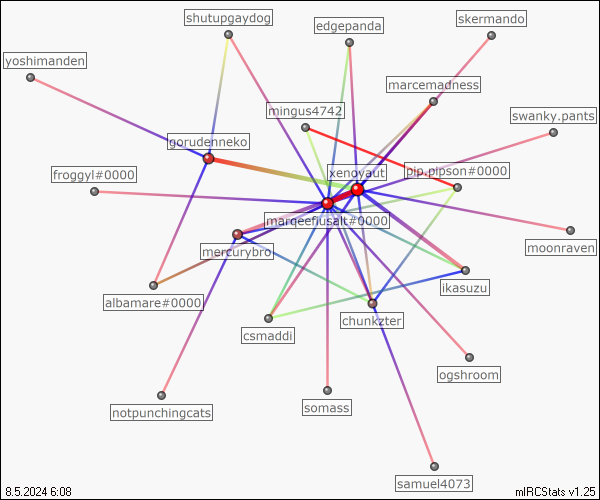 shutupgaydog
edgepanda
skermando
yoshimanden
marcemadness
mingus4742
swanky.pants
gorudenneko
froggyl#0000
xenoyaut
pip.pipson#0000
marqeefiusalt#0000
mercurybro
moonraven
albamare#0000
ikasuzu
csmaddi
chunkzter
ogshroom
notpunchingcats
somass
samuel4073
8.5.2024 6:08
mIRCStats v1.25